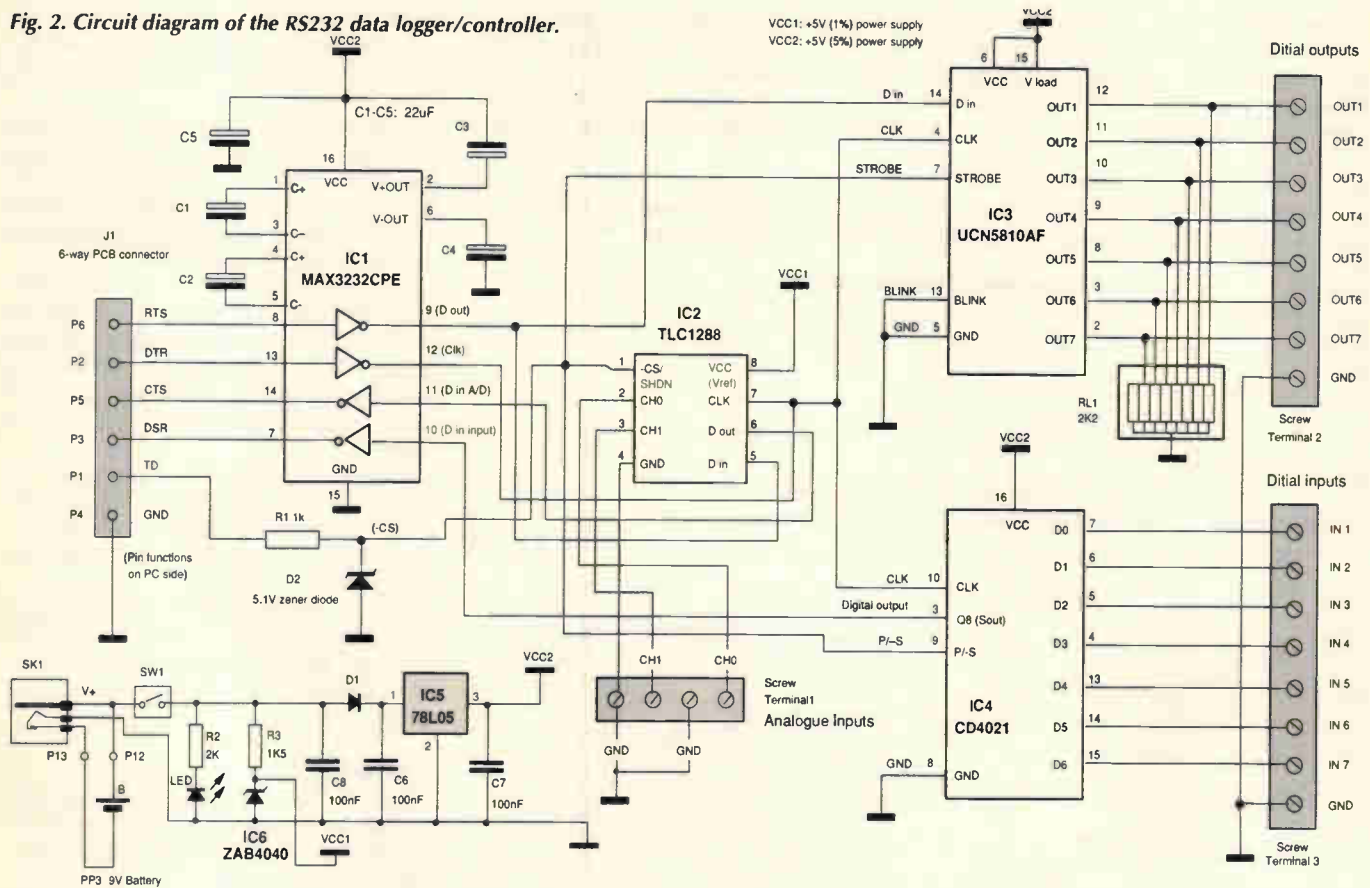 Fig. 2. Circuit diagram of the RS232 data logger/controller.
VCC1: +5V (1%) power supply
VCC2: +5V (5%) power supply
VCC2
C1-C5: 22uF
C5
C3
16
VCC
V+OUT
2
V-OUT
6
C4
1
C+
C1
3
C–
4
C+
C2
5
C-
IC1
MAX3232CPE
J1
6-way PCB connector
P6
RTS
8
9 (D out)
P2
DTR
13
12 (Clk)
P5
CTS
14
11 (D in A/D)
P3
DSR
7
10 (D in input)
P1
TD
GND
15
P4
GND
(Pin functions
on PC side)
R1 1k
(-CS)
D2
5.1V zener diode
IC2
TLC1288
VCC1
1
-CS/
SHDN
VCC
(Vref)
8
2
CH0
CLK
7
3
CH1
D out
6
4
GND
D in
5
VCC2
6
15
VCC
V load
D in
14
D in
CLK
4
CLK
STROBE
7
STROBE
IC3
UCN5810AF
BLINK
13
BLINK
GND
5
GND
OUT1
12
OUT2
11
OUT3
10
OUT4
9
OUT5
8
OUT6
3
OUT7
2
RL1
2K2
Ditial outputs
OUT1
OUT2
OUT3
OUT4
OUT5
OUT6
OUT7
GND
Screw
Terminal 2
VCC2
16
VCC
CLK
10
CLK
Digital output
3
Q8 (Sout)
P/–S
9
P/-S
IC4
CD4021
GND
8
GND
D0
7
D1
6
D2
5
D3
4
D4
13
D5
14
D6
15
Ditial inputs
IN 1
IN 2
IN 3
IN 4
IN 5
IN 6
IN 7
GND
Screw
Terminal 3
CH1
CH0
Screw
Terminal1
Analogue Inputs
GND
GND
SK1
V+
SW1
P13
P12
B
PP3 9V Battery
R2
2K
LED
R3
1K5
IC6
ZAB4040
VCC1
C8
100nF
D1
C6
100nF
1
IC5
78L05
3
2
C7
100nF
VCC2